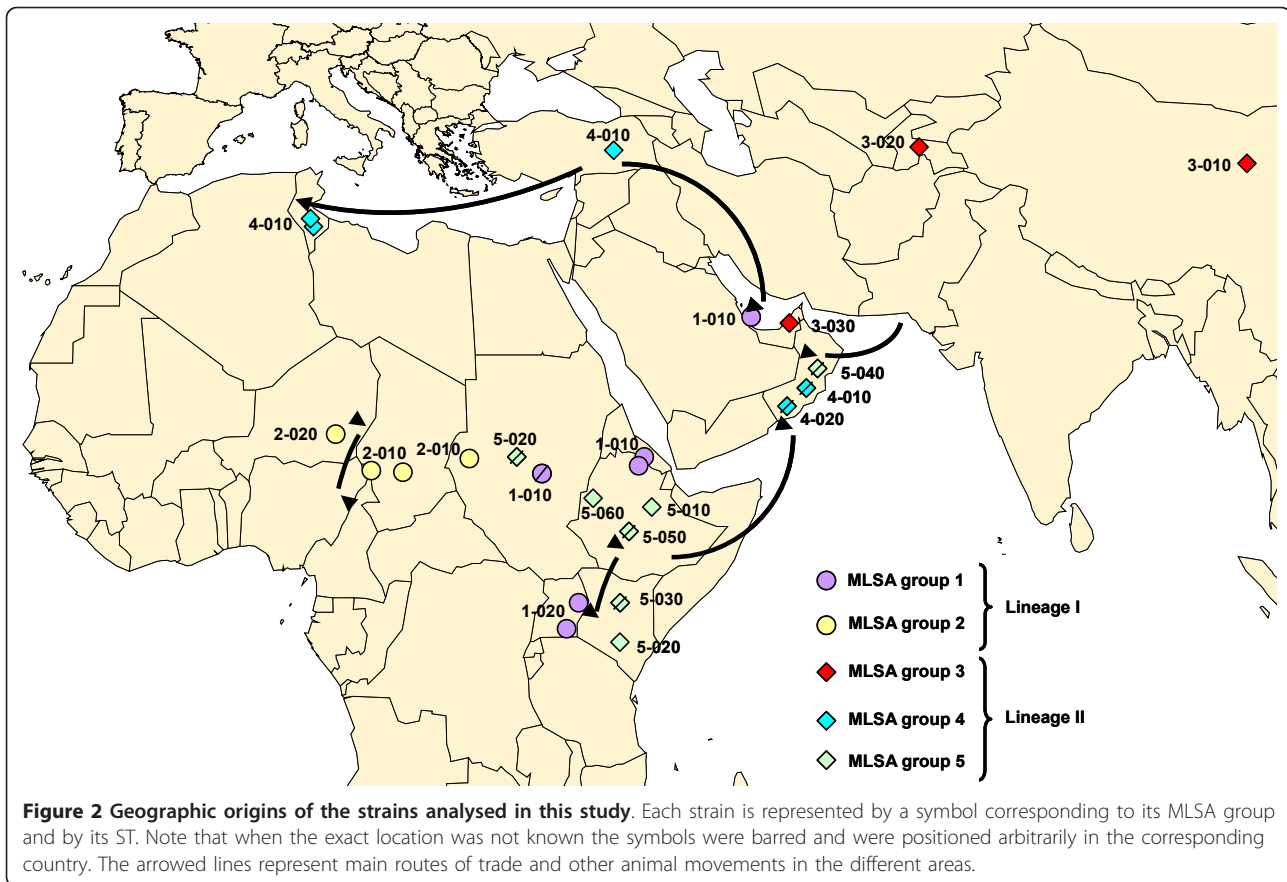 4-010
3-020
3-010
4-010
1-010
3-030
5-040
4-010
4-020
2-020
2-010
2-010
5-020
1-010
1-010
5-060
5-010
5-050
1-020
5-030
5-020
MLSA group 1
MLSA group 2
Lineage I
MLSA group 3
MLSA group 4
MLSA group 5
Lineage II
Figure 2 Geographic origins of the strains analysed in this study. Each strain is represented by a symbol corresponding to its MLSA group
and by its ST. Note that when the exact location was not known the symbols were barred and were positioned arbitrarily in the corresponding
country. The arrowed lines represent main routes of trade and other animal movements in the different areas.